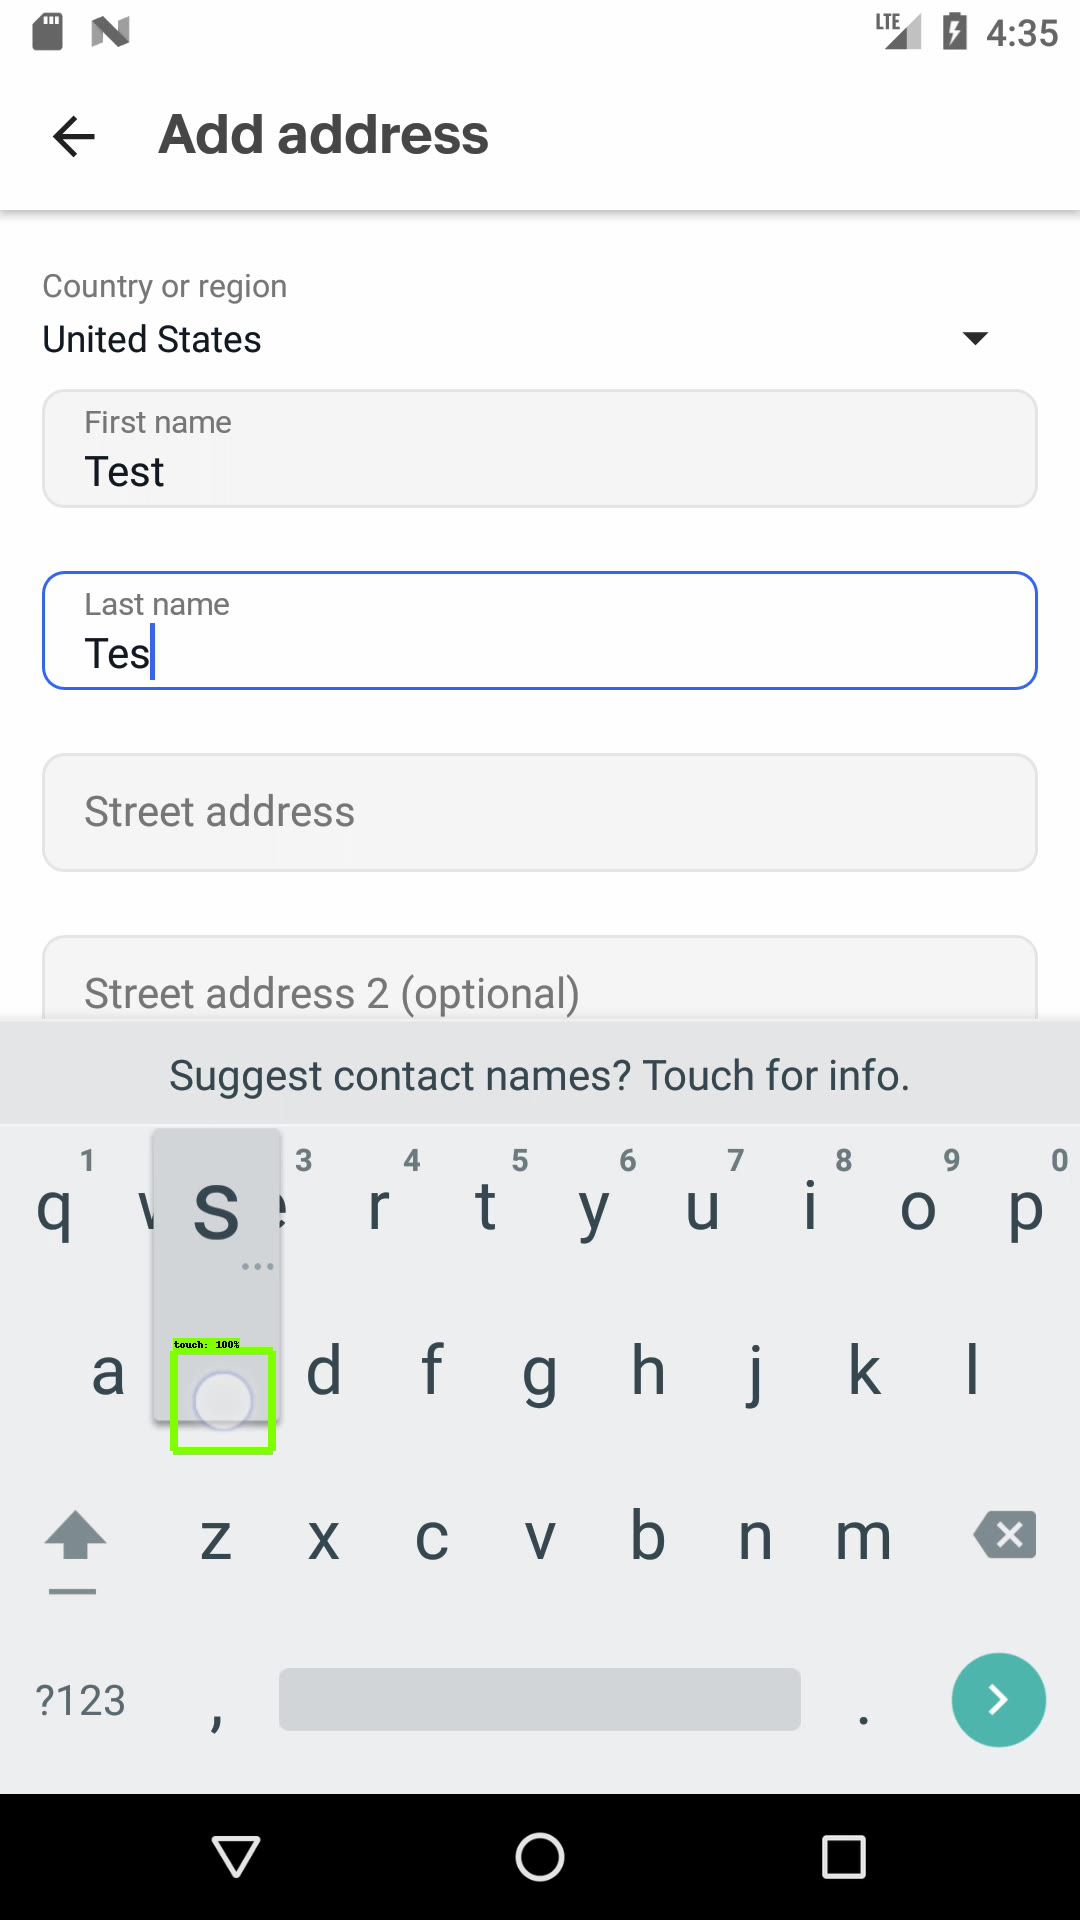 LTE 4:35
Add address
Country or region
United States
First name
Test
Last name
Tes
Street address
Street address 2 (optional)
Suggest contact names? Touch for info.
1 3 4 5 6 7 8 9 0
q s r t y u i o p
touch: 100%
a d f g h j k l
z x c v b n m
?123 , .